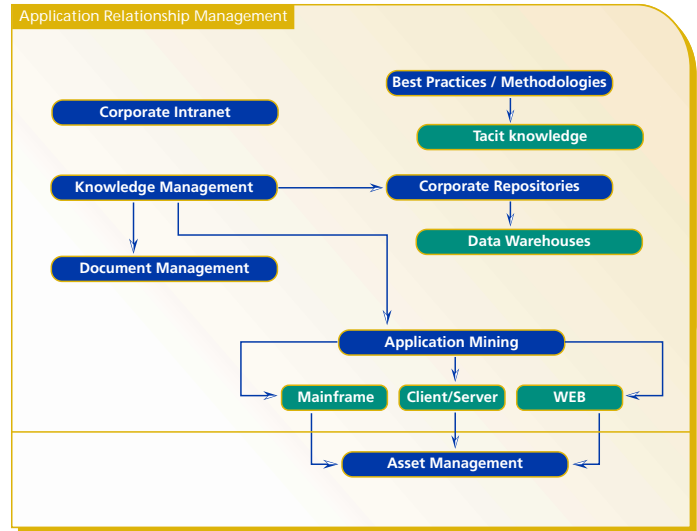 Application Relationship Management
Best Practices / Methodologies
Corporate Intranet
Tacit knowledge
Knowledge Management
Corporate Repositories
Data Warehouses
Document Management
Application Mining
Mainframe
Client/Server
WEB
Asset Management